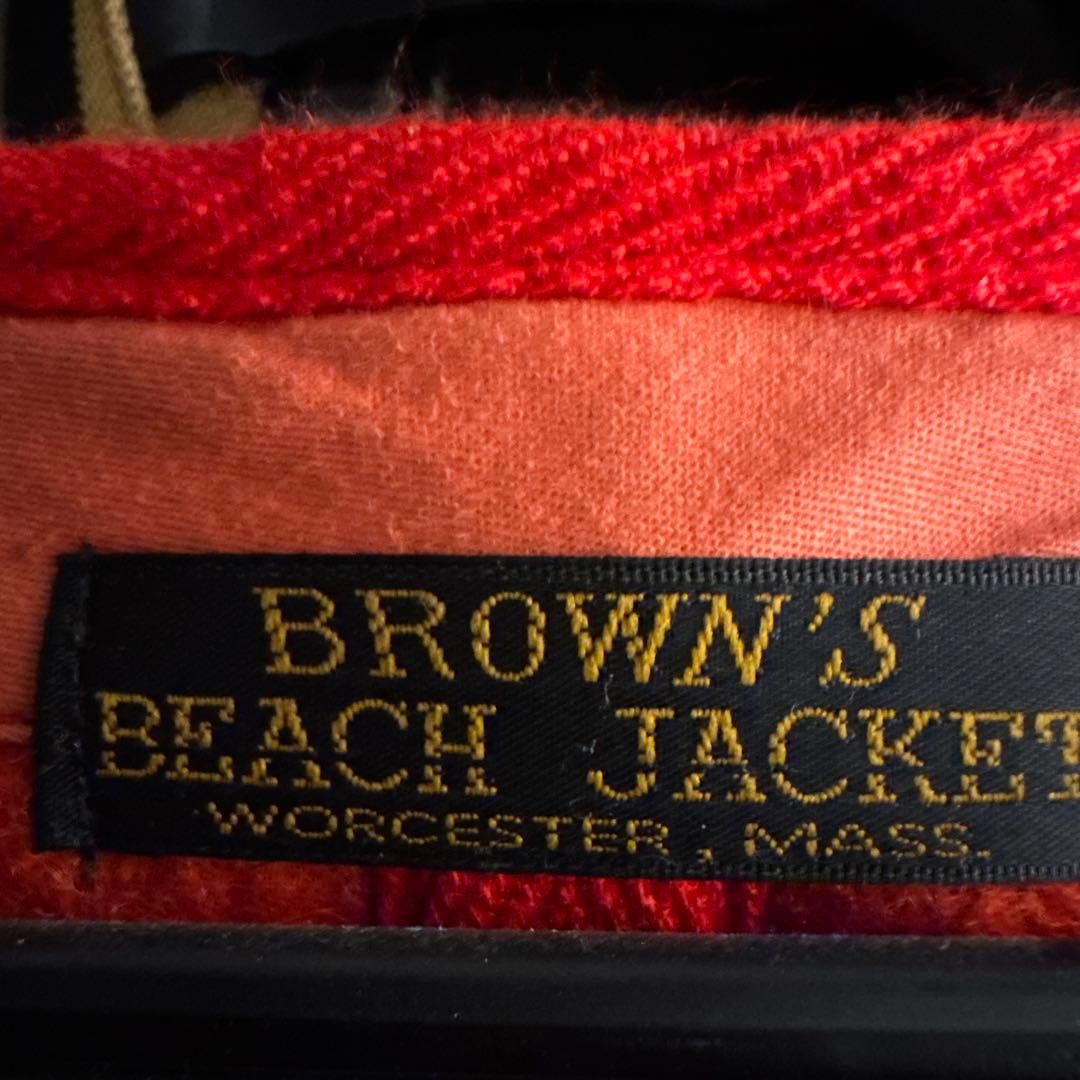 BROWN'S
BEACH JACKET
WORCESTER, MASS.